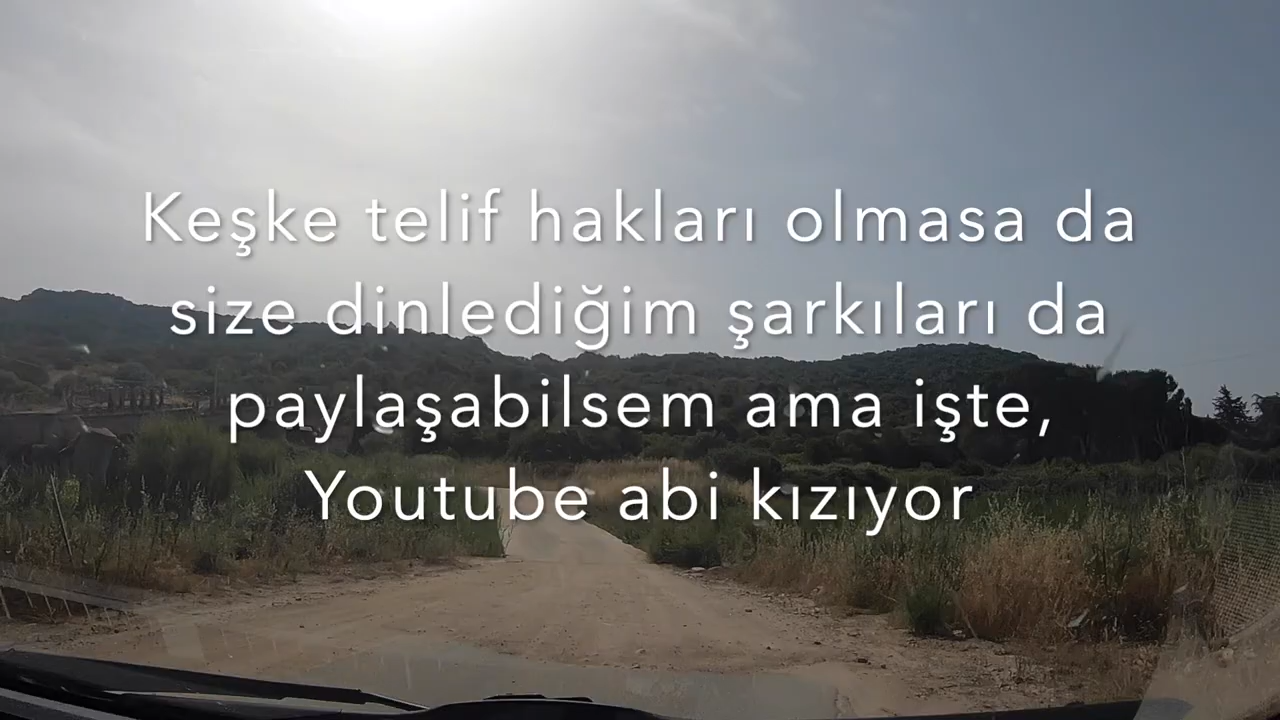 Keşke telif hakları olmasa da
size dinlediğim şarkıları da
paylaşabilsem ama işte,
Youtube abi kızıyor